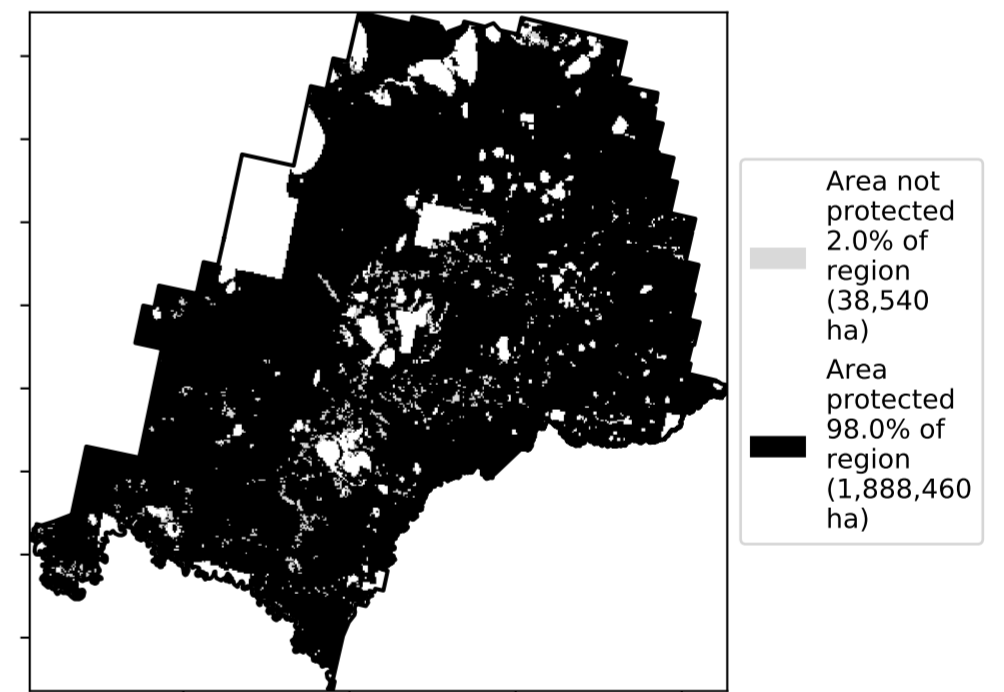 Area not
protected
2.0% of
region
(38,540
ha)
Area
protected
98.0% of
region
(1,888,460
ha)